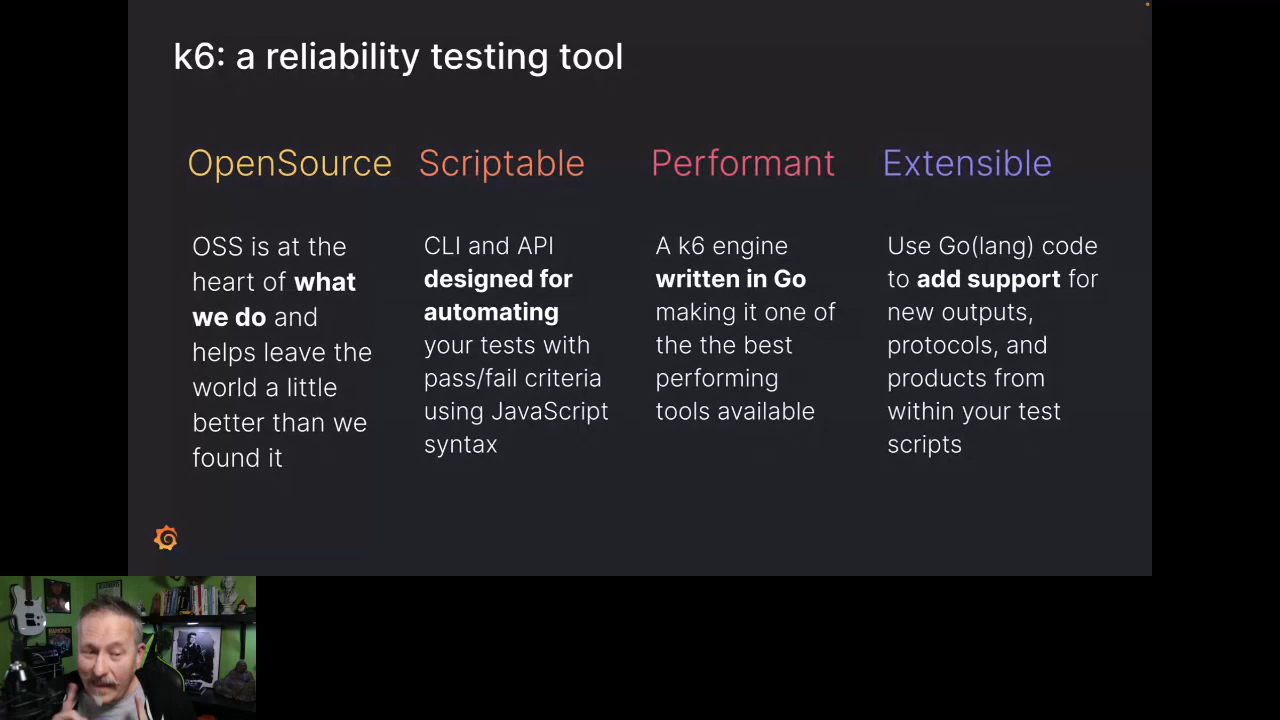 k6: a reliability testing tool
OpenSource
OSS is at the
heart of what
we do and
helps leave the
world a little
better than we
found it
Scriptable
CLI and API
designed for
automating
your tests with
pass/fail criteria
using JavaScript
syntax
Performant
A k6 engine
written in Go
making it one of
the the best
performing
tools available
Extensible
Use Go(lang) code
to add support for
new outputs,
protocols, and
products from
within your test
scripts
RAMONES